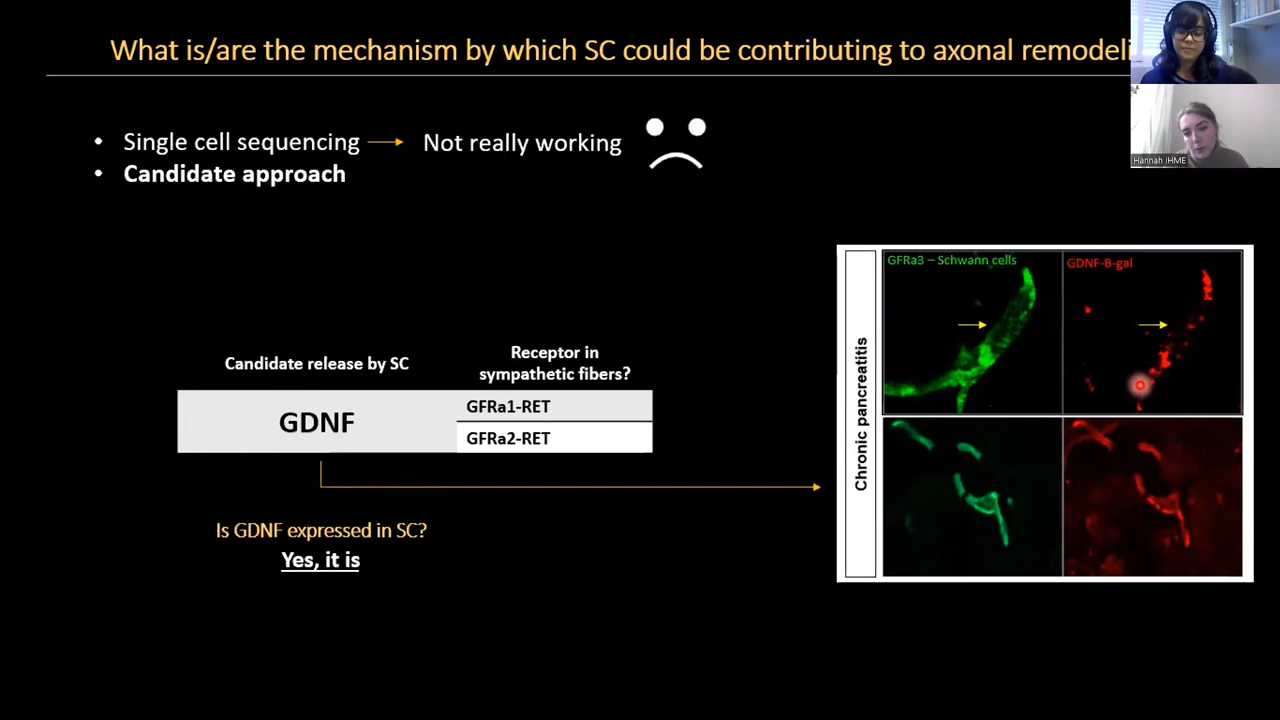 What is/are the mechanism by which SC could be contributing to axonal remodeli
Hannah IHME
• Single cell sequencing → Not really working
• Candidate approach
GFRa3 – Schwann cells
GDNF-B-gal
Chronic pancreatitis
Candidate release by SC
Receptor in
sympathetic fibers?
GDNF
GFRa1-RET
GFRa2-RET
Is GDNF expressed in SC?
Yes, it is